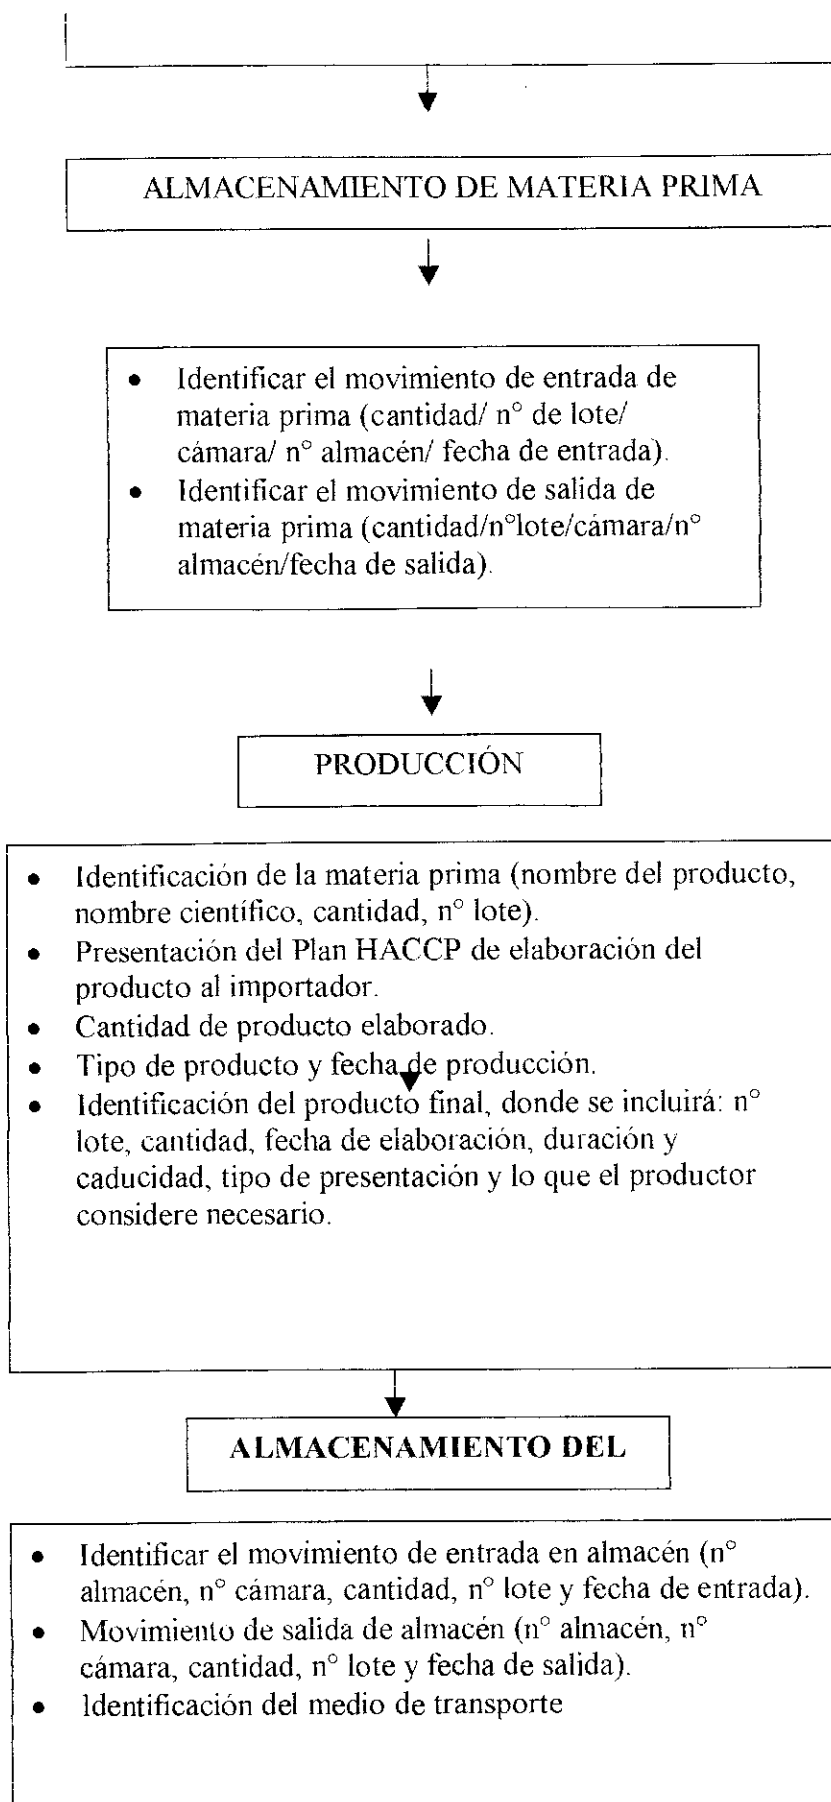 ALMACENAMIENTO DE MATERIA PRIMA
• Identificar el movimiento de entrada de
materia prima (cantidad/ n° de lote/
cámara/ n° almacén/ fecha de entrada).
• Identificar el movimiento de salida de
materia prima (cantidad/n°lote/cámara/n°
almacén/fecha de salida).
PRODUCCIÓN
• Identificación de la materia prima (nombre del producto,
nombre científico, cantidad, n° lote).
• Presentación del Plan HACCP de elaboración del
producto al importador.
• Cantidad de producto elaborado.
• Tipo de producto y fecha de producción.
• Identificación del producto final, donde se incluirá: n°
lote, cantidad, fecha de elaboración, duración y
caducidad, tipo de presentación y lo que el productor
considere necesario.
ALMACENAMIENTO DEL
• Identificar el movimiento de entrada en almacén (n°
almacén, n° cámara, cantidad, n° lote y fecha de entrada).
• Movimiento de salida de almacén (n° almacén, n°
cámara, cantidad, n° lote y fecha de salida).
• Identificación del medio de transporte